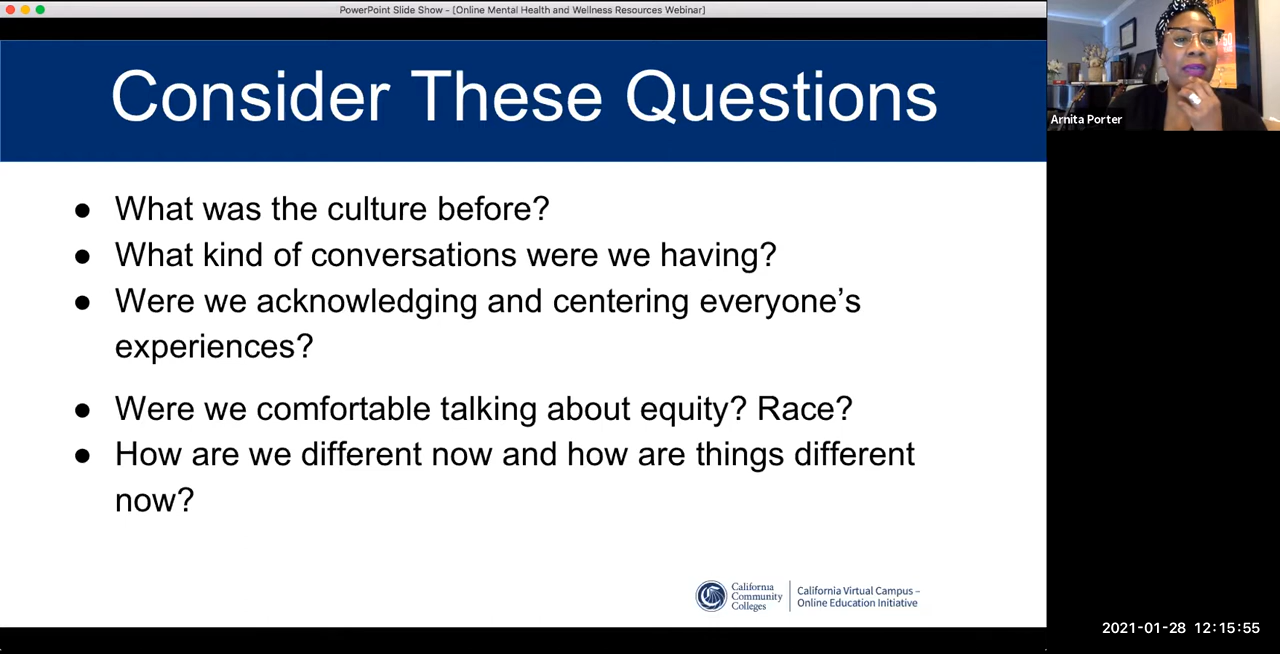 PowerPoint Slide Show - [Online Mental Health and Wellness Resources Webinar]
Consider These Questions
● What was the culture before?
● What kind of conversations were we having?
● Were we acknowledging and centering everyone’s
experiences?
● Were we comfortable talking about equity? Race?
● How are we different now and how are things different
now?
California
Community
Colleges
California Virtual Campus –
Online Education Initiative
Arnita Porter
2021-01-28 12:15:55